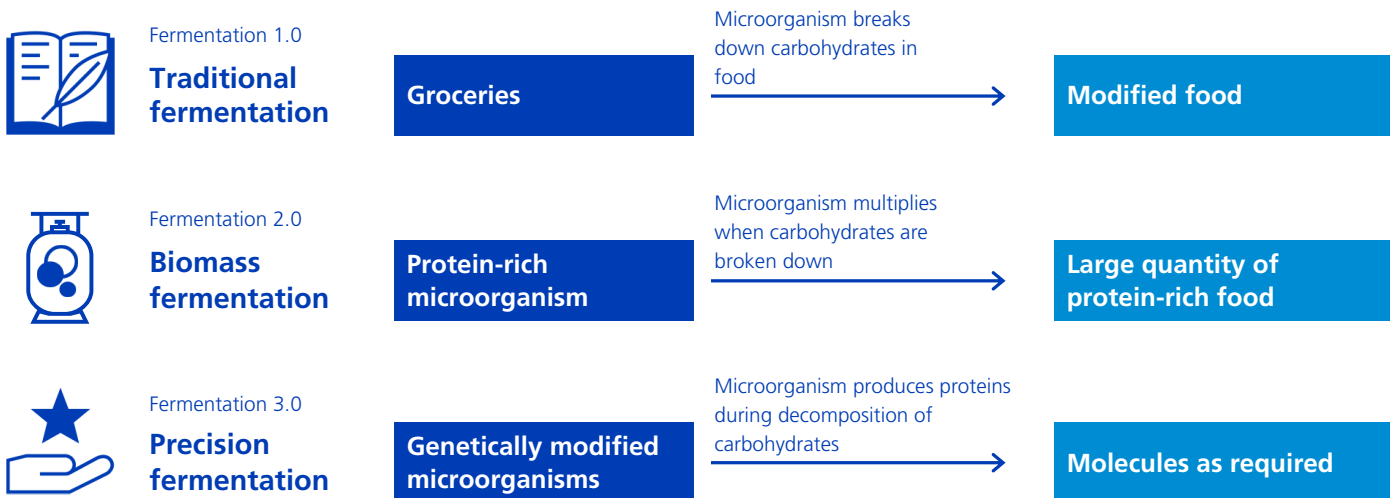 Fermentation 1.0
Traditional
fermentation
Groceries
Microorganism breaks
down carbohydrates in
food
Modified food
Fermentation 2.0
Biomass
fermentation
Protein-rich
microorganism
Microorganism multiplies
when carbohydrates are
broken down
Large quantity of
protein-rich food
Fermentation 3.0
Precision
fermentation
Genetically modified
microorganisms
Microorganism produces proteins
during decomposition of
carbohydrates
Molecules as required